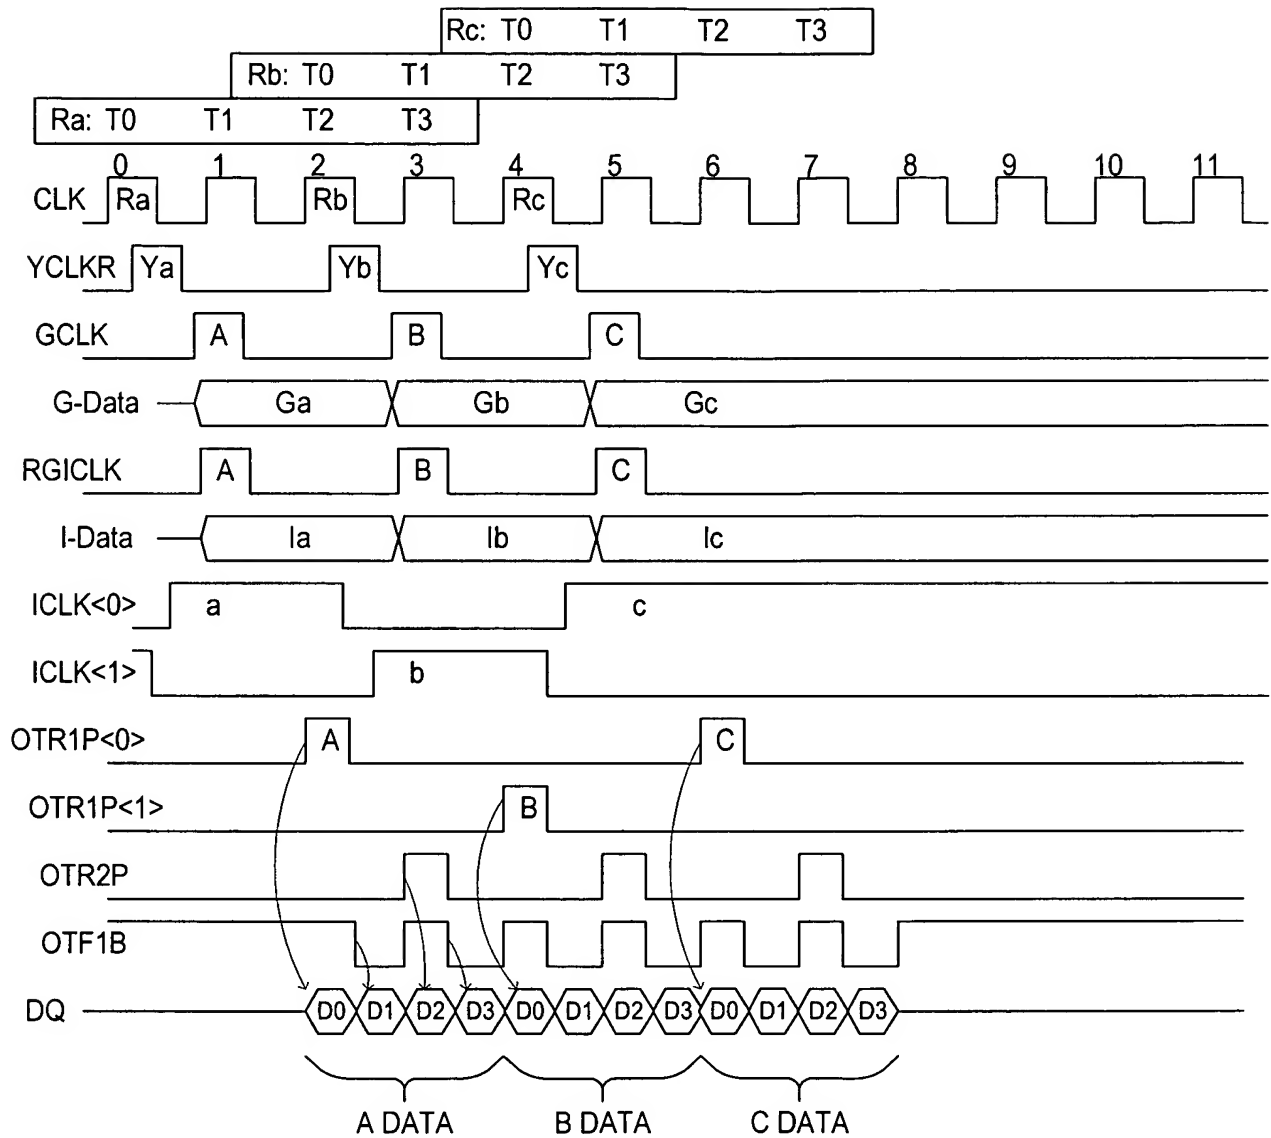 Rc: T0 T1 T2 T3
Rb: T0 T1 T2 T3
Ra: T0 T1 T2 T3
0 1 2 3 4 5 6 7 8 9 10 11
CLK Ra Rb Rc
YCLKR Ya Yb Yc
GCLK A B C
G-Data Ga Gb Gc
RGICLK A B C
I-Data Ia Ib Ic
ICLK<0> a c
ICLK<1> b
OTR1P<0> A C
OTR1P<1> B
OTR2P
OTF1B
DQ D0 D1 D2 D3 D0 D1 D2 D3 D0 D1 D2 D3
A DATA B DATA C DATA